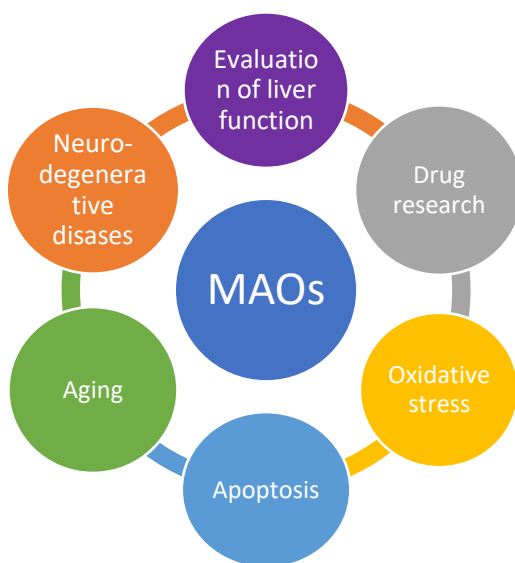 Evaluatio
n of liver
function
Neuro-
degenera
tive
disases
Drug
research
MAOs
Aging
Oxidative
stress
Apoptosis